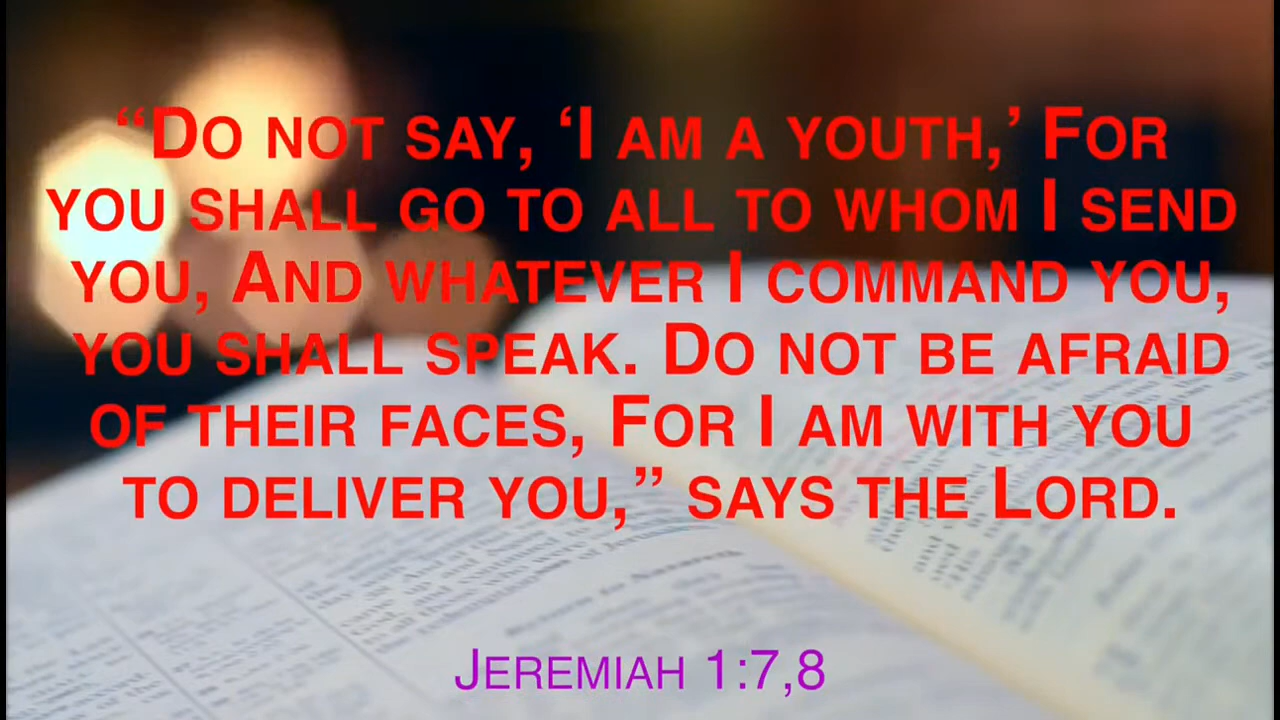 “Do not say, ‘I am a youth,’ For
you shall go to all to whom I send
you, And whatever I command you,
you shall speak. Do not be afraid
of their faces, For I am with you
to deliver you,” says the Lord.
Jeremiah 1:7,8